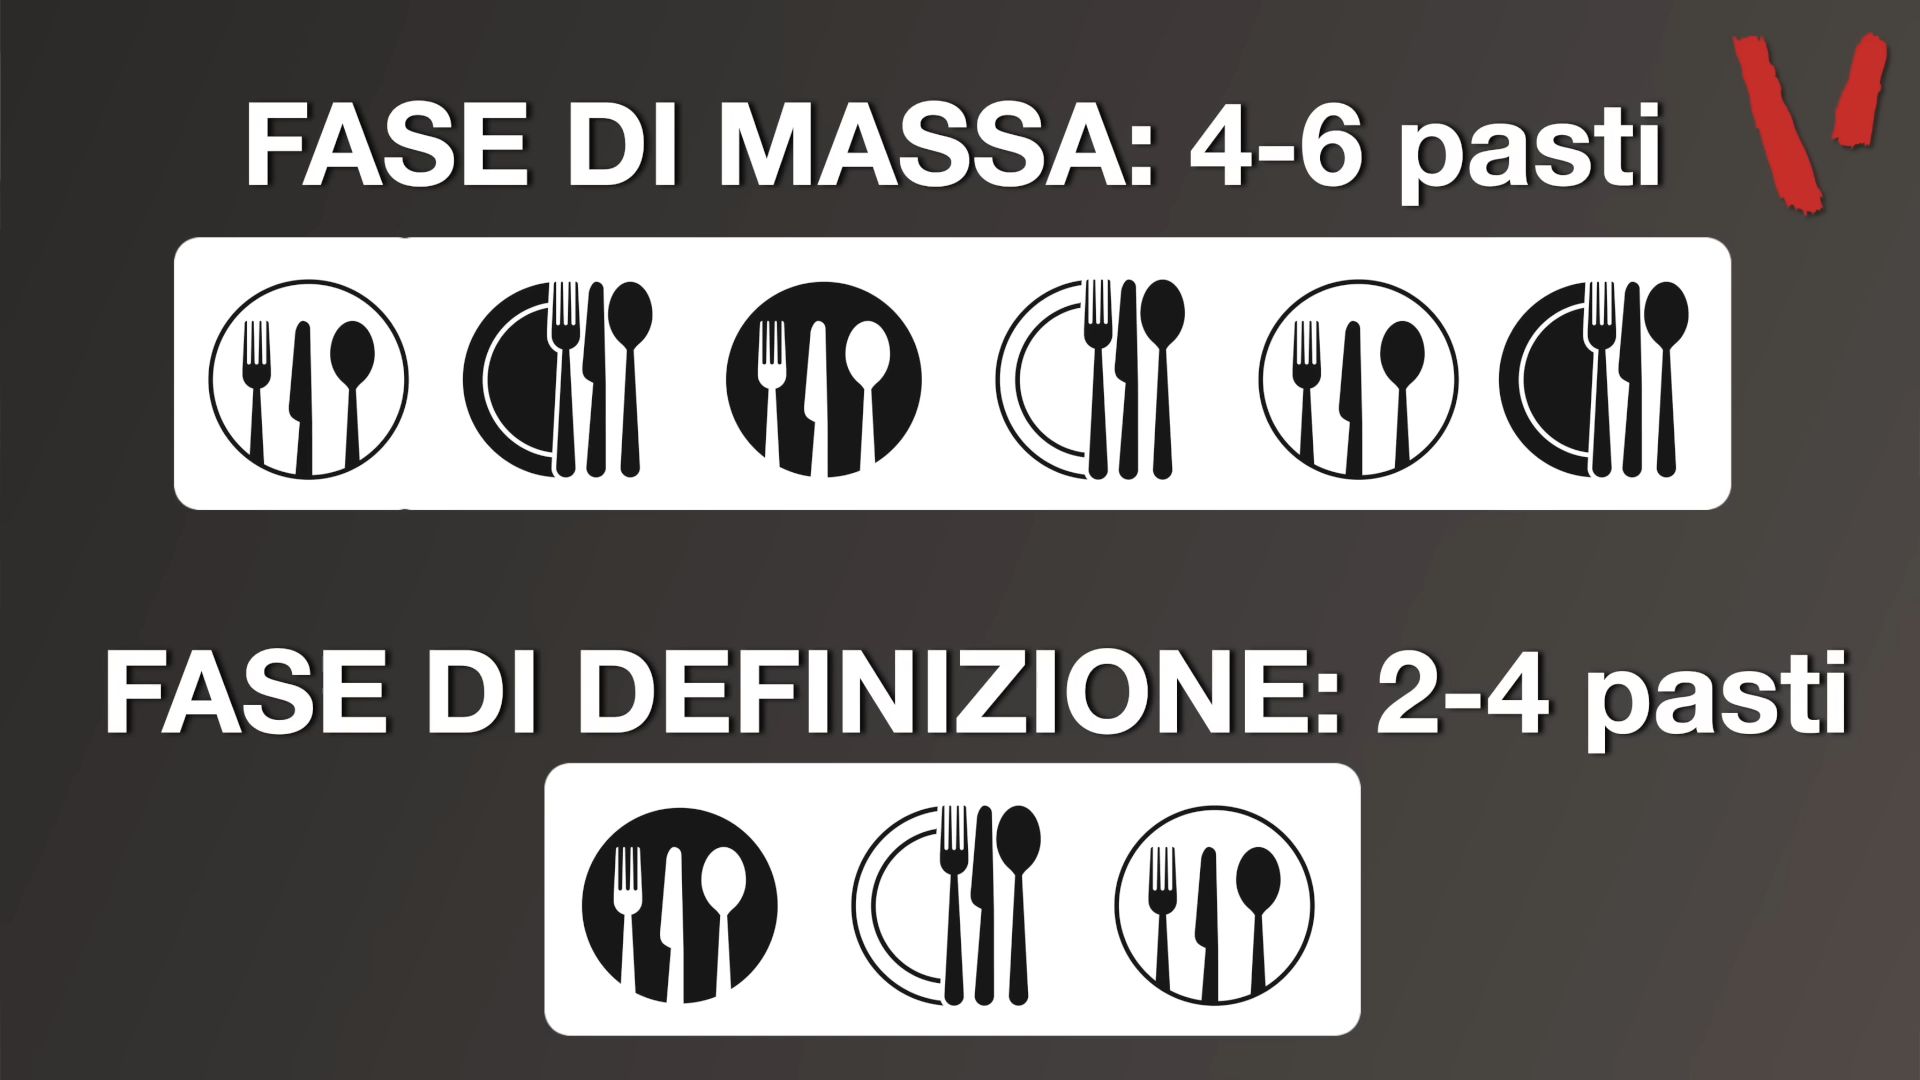 FASE DI MASSA: 4-6 pasti
FASE DI DEFINIZIONE: 2-4 pasti